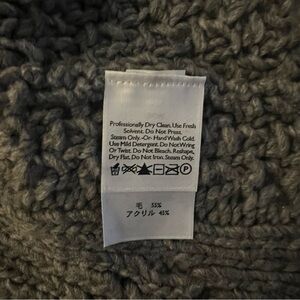 Professionally Dry Clean. Use Fresh
Solvent. Do Not Press.
Steam Only. -Or- Hand Wash Cold.
Use Mild Detergent. Do Not Wring
Or Twist. Do Not Bleach. Reshape,
Dry Flat. Do Not Iron. Steam Only.
P
毛 55%
アクリル 45%